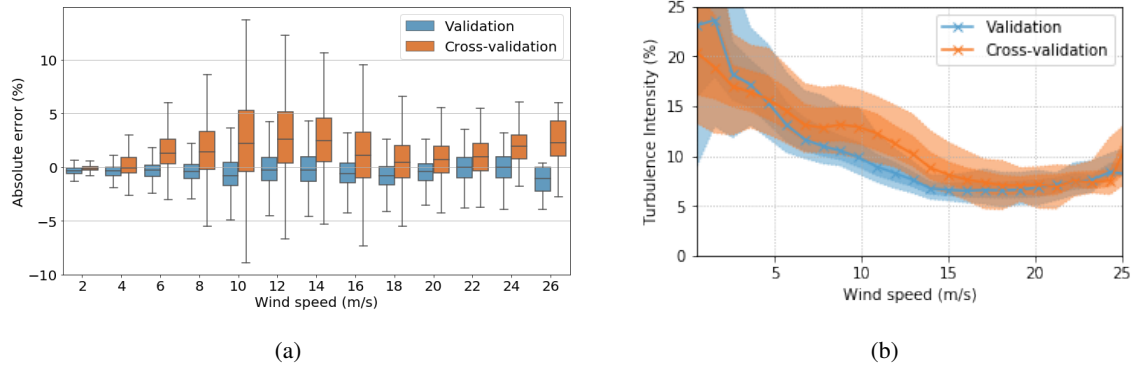 Validation
Cross-validation
Absolute error (%)
10
5
0
−5
−10
2 4 6 8 10 12 14 16 18 20 22 24 26
Wind speed (m/s)
(a)
Validation
Cross-validation
Turbulence Intensity (%)
25
20
15
10
5
0
5 10 15 20 25
Wind speed (m/s)
(b)